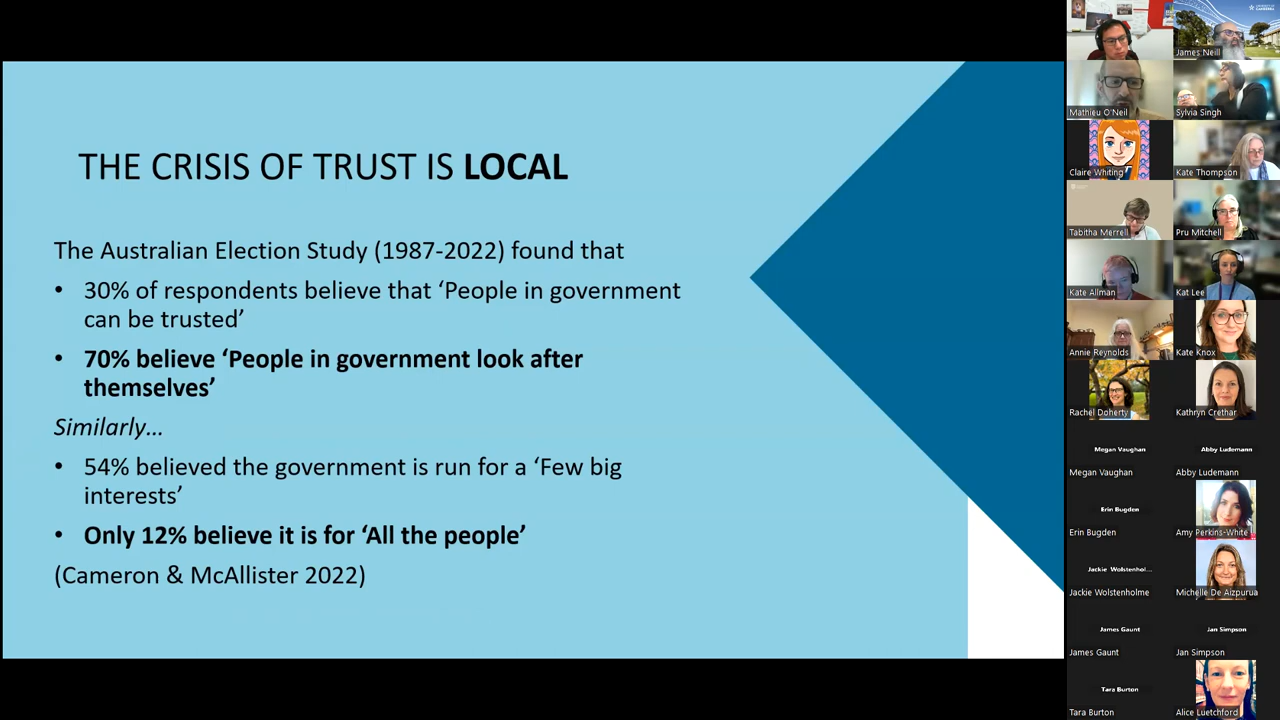 THE CRISIS OF TRUST IS LOCAL
The Australian Election Study (1987-2022) found that
• 30% of respondents believe that ‘People in government
can be trusted’
• 70% believe ‘People in government look after
themselves’
Similarly…
• 54% believed the government is run for a ‘Few big
interests’
• Only 12% believe it is for ‘All the people’
(Cameron & McAllister 2022)
James Neill
Mathieu O'Neil
Sylvia Singh
Claire Whiting
Kate Thompson
Tabitha Merrell
Pru Mitchell
Kate Allman
Kat Lee
Annie Reynolds
Kate Knox
Rachel Doherty
Kathryn Crethar
Megan Vaughan
Abby Ludemann
Megan Vaughan
Abby Ludemann
Erin Bugden
Erin Bugden
Amy Perkins-White
Jackie Wolstenhol...
Jackie Wolstenholme
Michelle De Aizpurua
James Gaunt
Jan Simpson
James Gaunt
Jan Simpson
Tara Burton
Tara Burton
Alice Luetchford